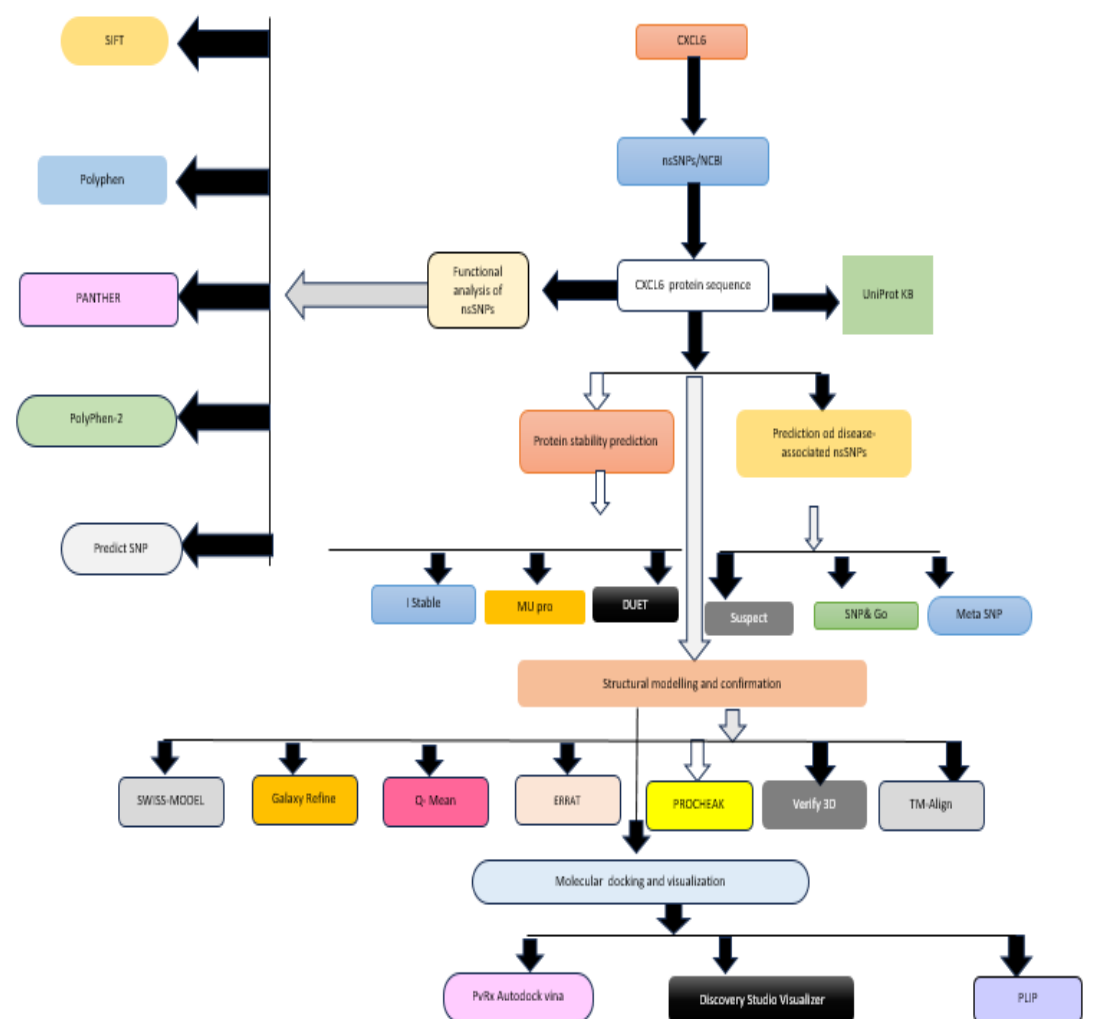 SIFT
CXCL6
nsSNPs/NCBI
Polyphen
Functional
analysis of
nsSNPs
CXCL6 protein sequence
UniProt KB
PANTHER
PolyPhen-2
Protein stability prediction
Prediction od disease-
associated nsSNPs
Predict SNP
I Stable
MU pro
DUET
Suspect
SNP& Go
Meta SNP
Structural modelling and confirmation
SWISS-MODEL
Galaxy Refine
Q- Mean
ERRAT
PROCHEAK
Verify 3D
TM-Align
Molecular docking and visualization
PvRx Autodock vina
Discovery Studio Visualizer
PLIP